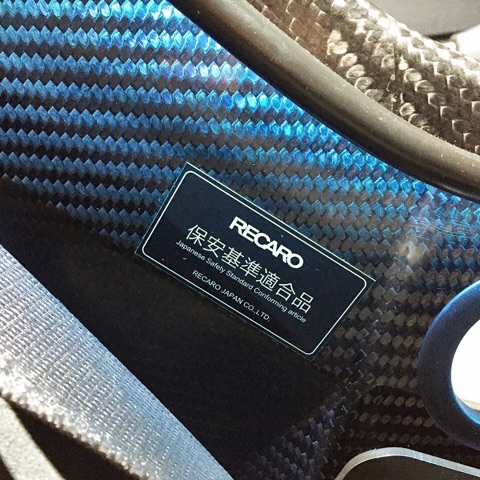 RECARO
保安基準適合品
Japanese Safety Standard Conforming article
RECARO JAPAN CO.,LTD.